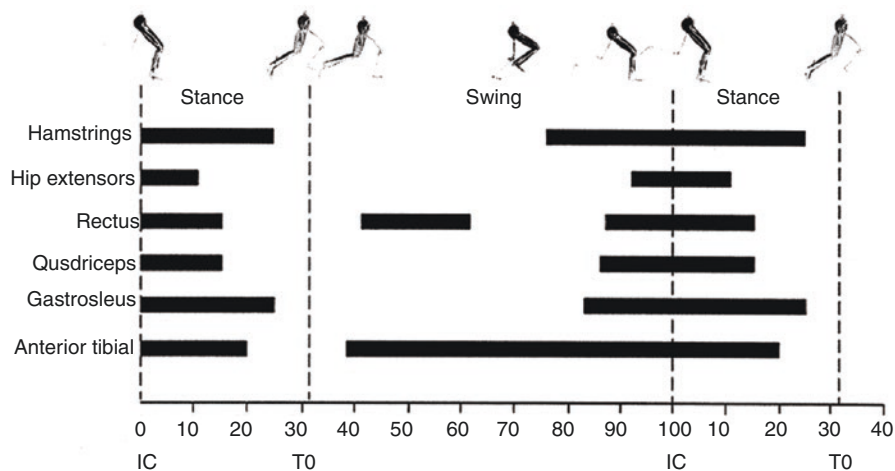 Stance Swing Stance
Hamstrings
Hip extensors
Rectus
Qusdriceps
Gastrosleus
Anterior tibial
0 10 20 30 40 50 60 70 80 90 100 10 20 30 40
IC T0 IC T0